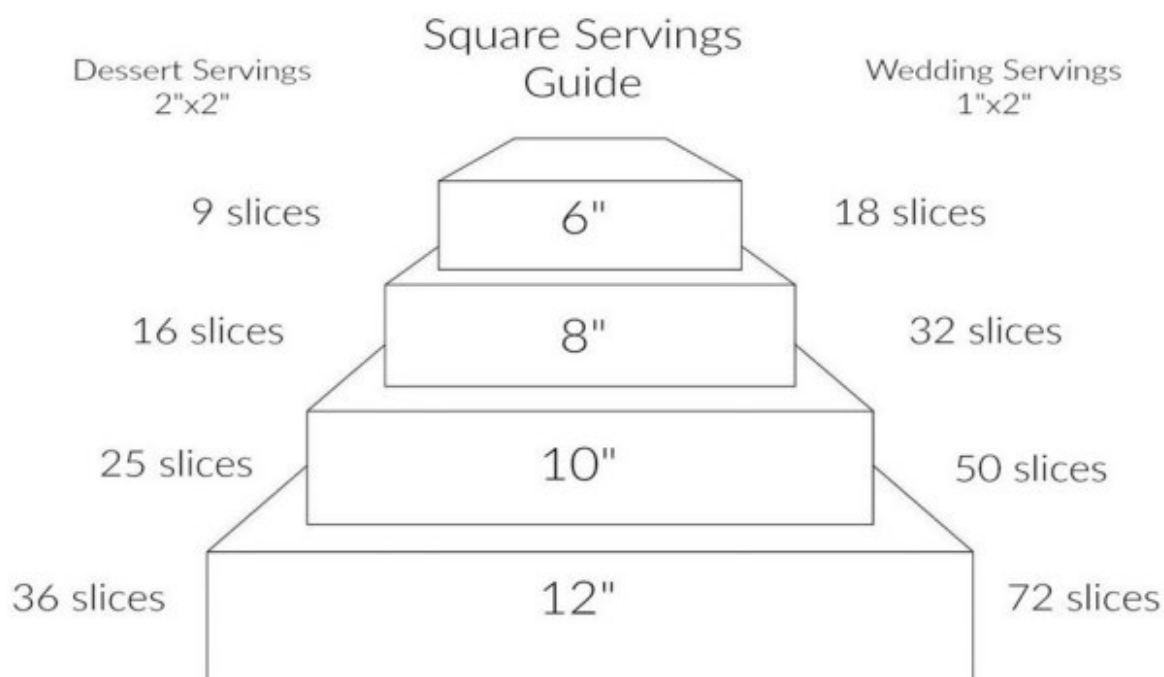 Square Servings
Guide
Dessert Servings
2"x2"
Wedding Servings
1"x2"
9 slices
6"
18 slices
16 slices
8"
32 slices
25 slices
10"
50 slices
36 slices
12"
72 slices